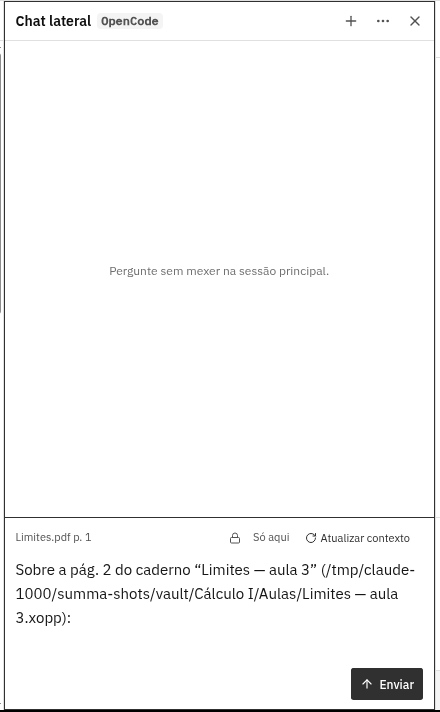 Chat lateral OpenCode
Pergunte sem mexer na sessão principal.
Limites.pdf p. 1 Só aqui Atualizar contexto
Sobre a pág. 2 do caderno “Limites — aula 3” (/tmp/claude-
1000/summa-shots/vault/Cálculo I/Aulas/Limites — aula
3.xopp):
Enviar